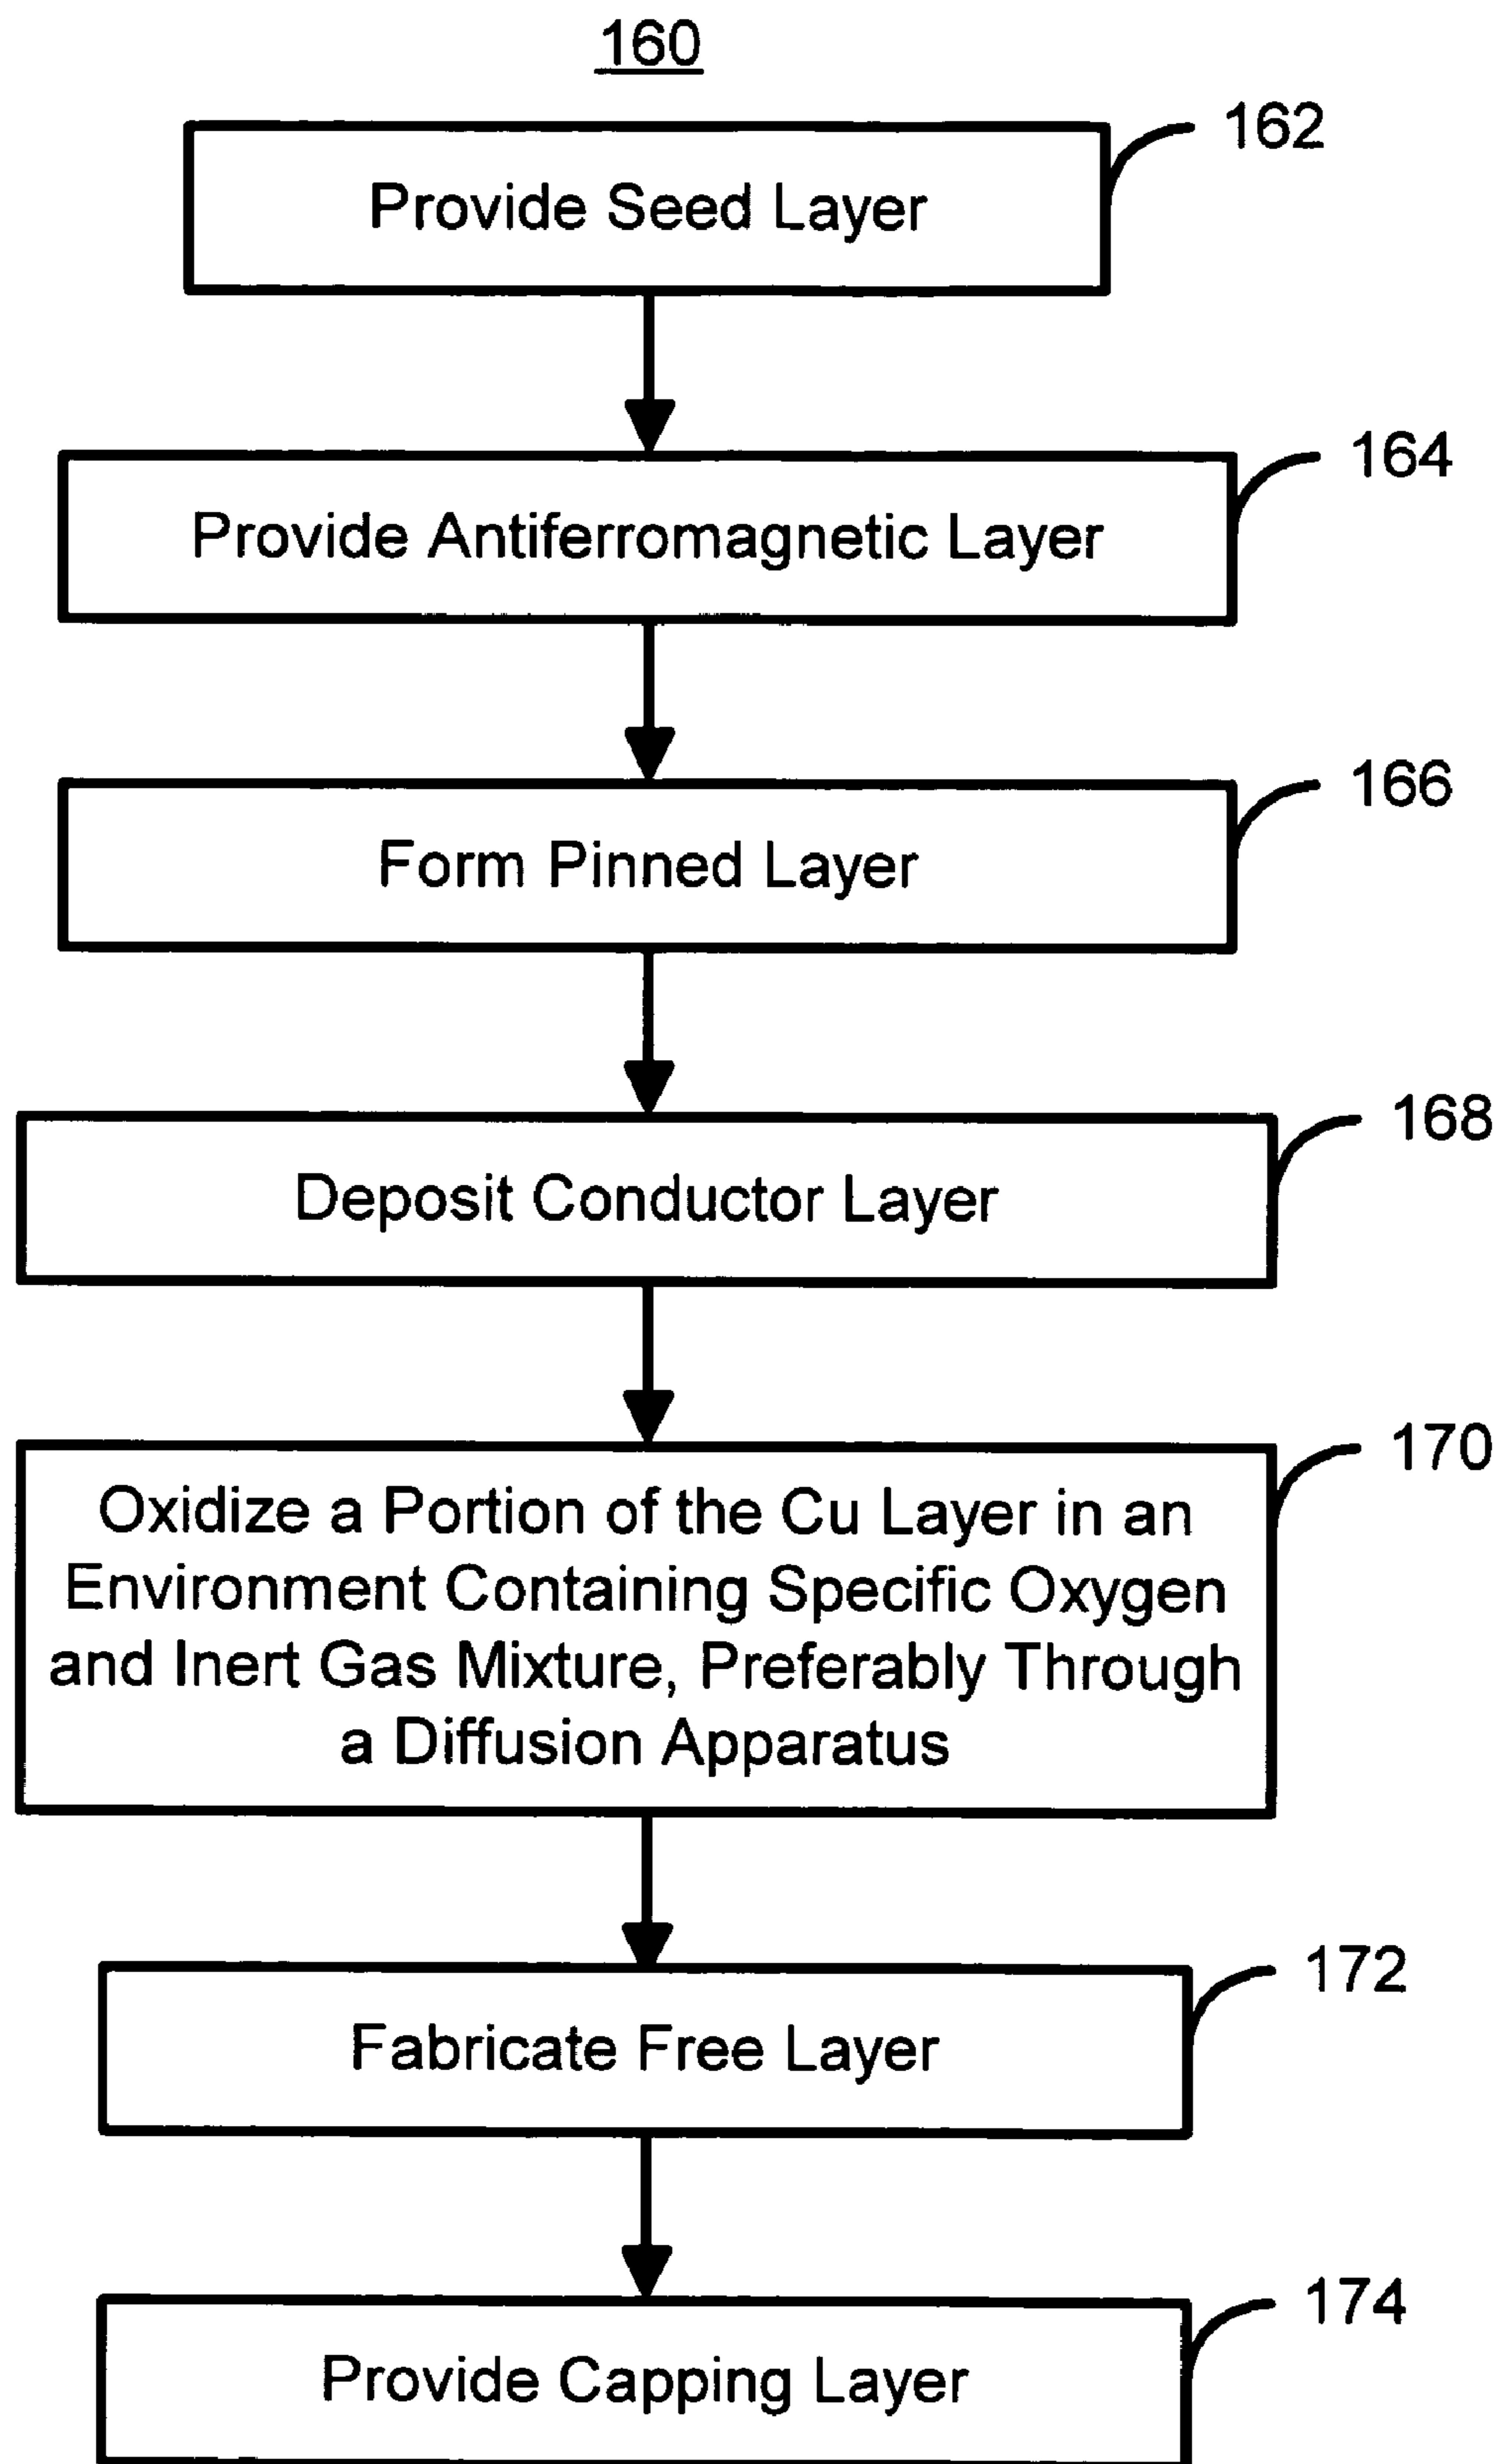 160
162
Provide Seed Layer
164
Provide Antiferromagnetic Layer
166
Form Pinned Layer
168
Deposit Conductor Layer
170
Oxidize a Portion of the Cu Layer in an
Environment Containing Specific Oxygen
and Inert Gas Mixture, Preferably Through
a Diffusion Apparatus
172
Fabricate Free Layer
174
Provide Capping Layer